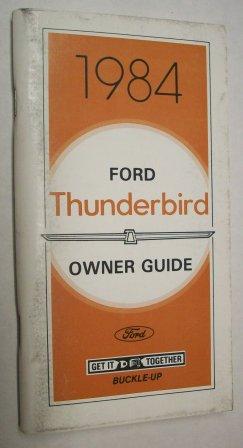 1984
FORD
Thunderbird
OWNER GUIDE
Ford
GET IT TOGETHER
BUCKLE-UP